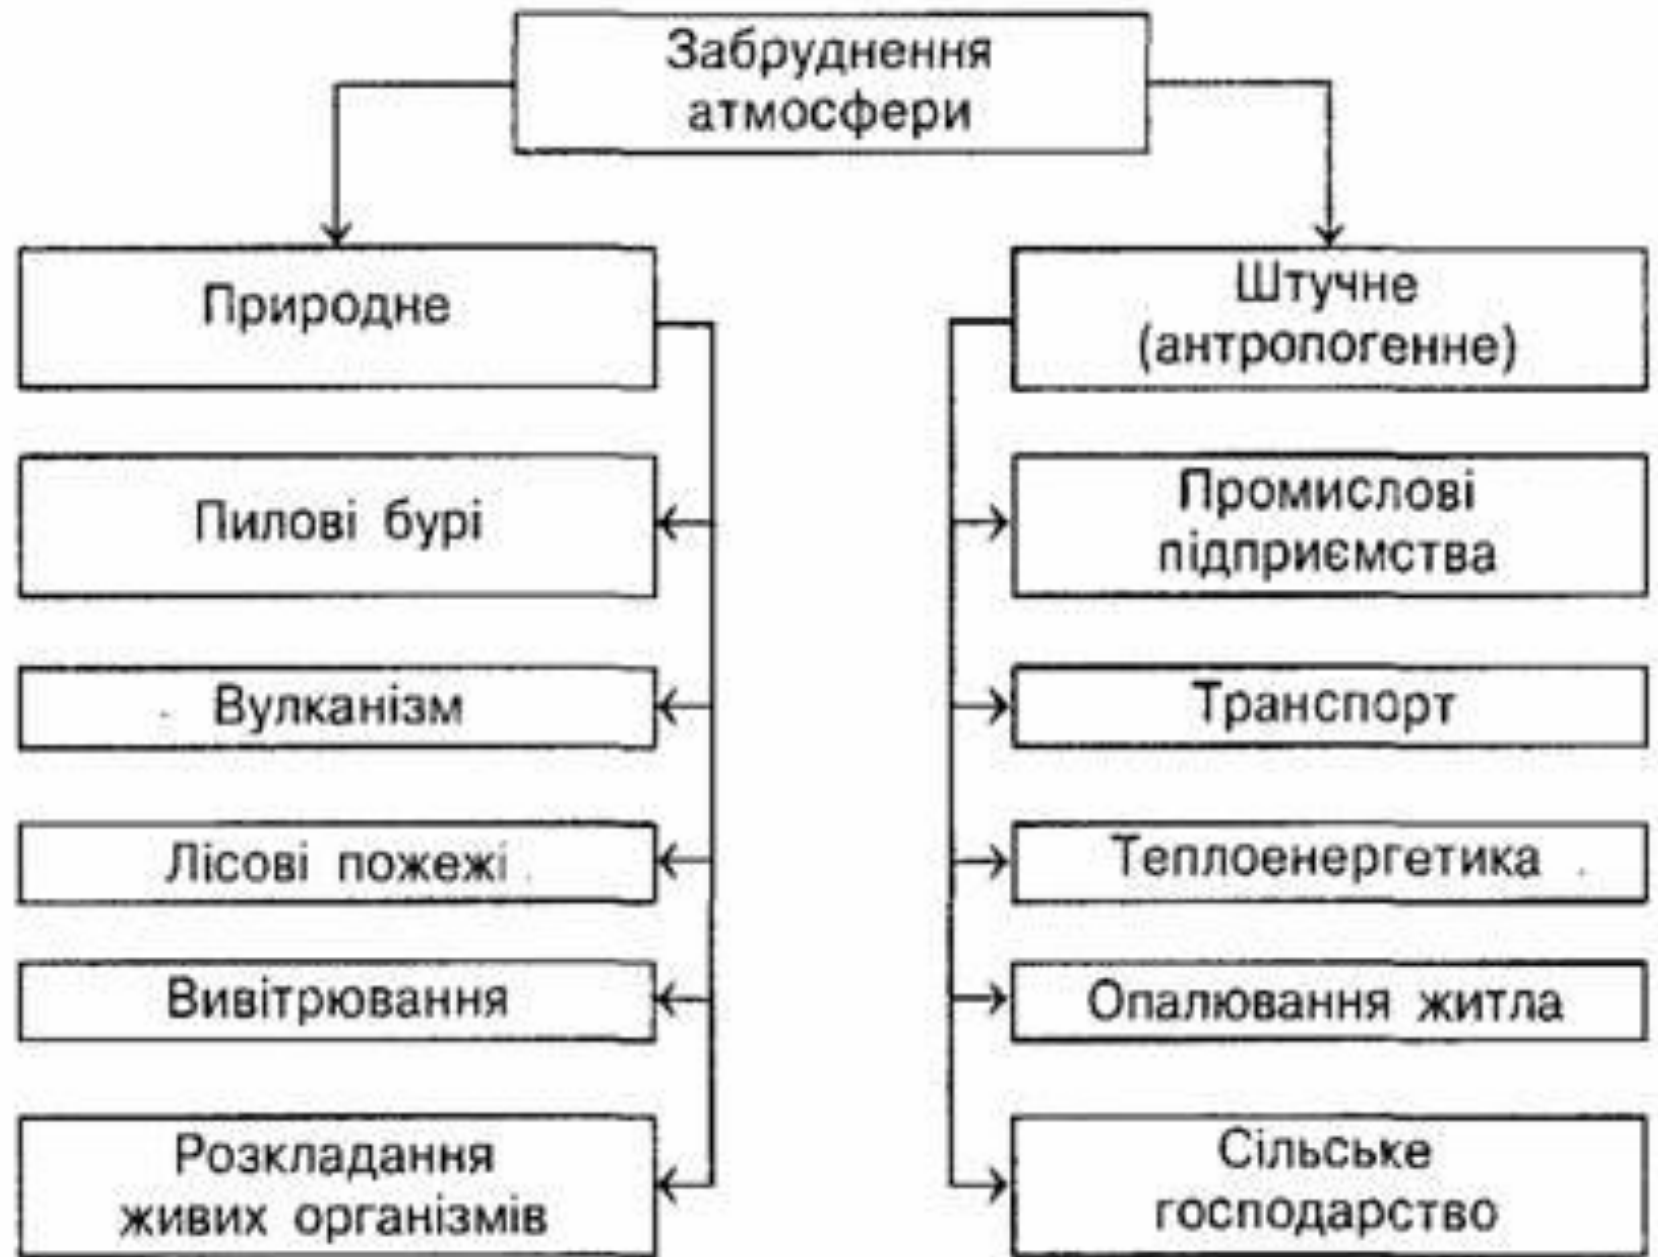 Забруднення
атмосфери
Природне
Штучне
(антропогенне)
Пилові бурі
Промислові
підприємства
Вулканізм
Транспорт
Лісові пожежі
Теплоенергетика
Вивітрювання
Опалювання житла
Розкладання
живих організмів
Сільське
господарство